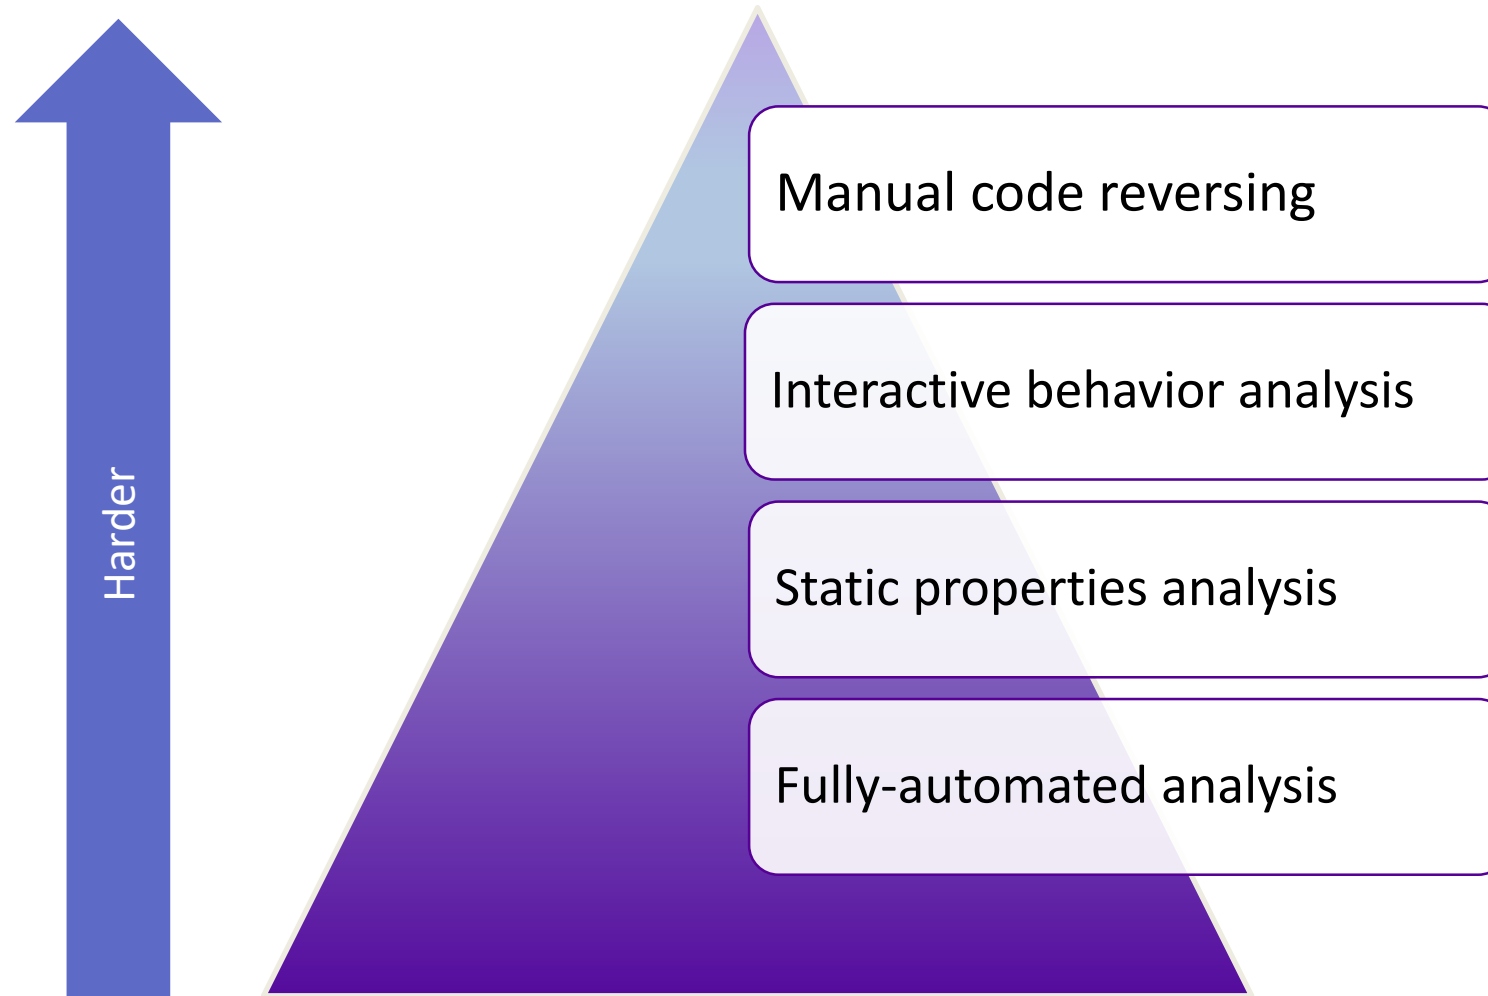 Manual code reversing
Interactive behavior analysis
Harder
Static properties analysis
Fully-automated analysis